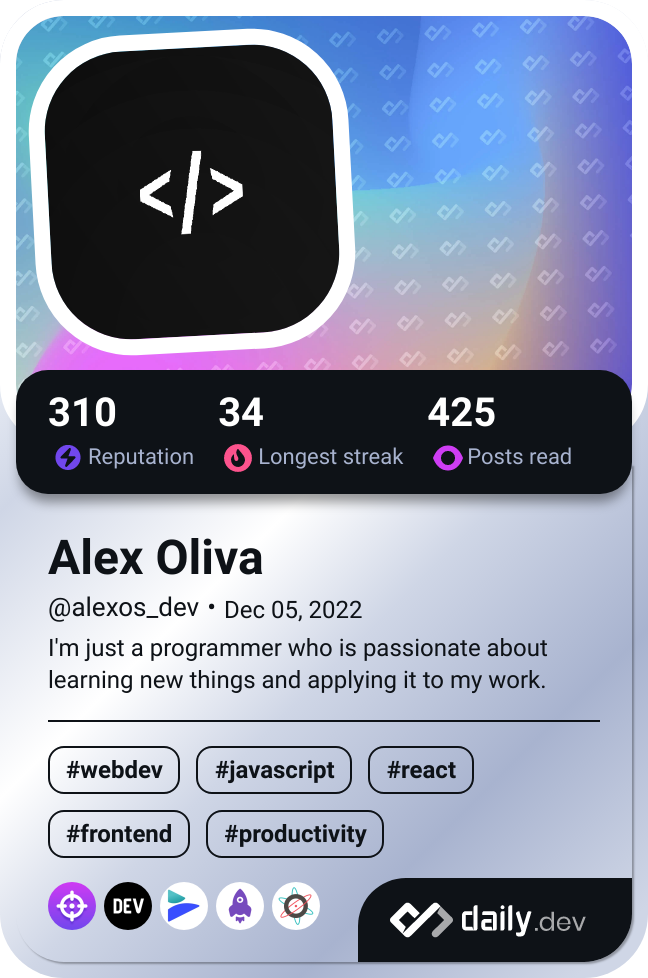 </>
310 34 425
Reputation Longest streak Posts read
Alex Oliva
@alexos_dev • Dec 05, 2022
I'm just a programmer who is passionate about
learning new things and applying it to my work.
#webdev #javascript #react
#frontend #productivity
DEV
daily.dev